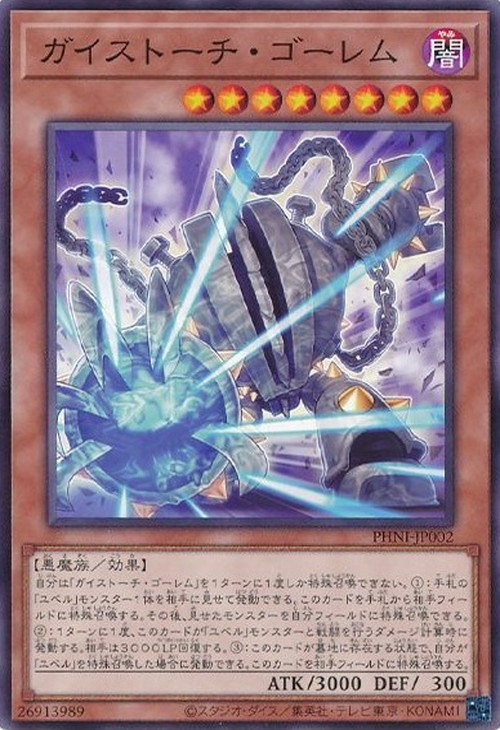 ガイストーチ・ゴーレム
闇
PHNI-JP002
【悪魔族/効果】
自分は「ガイストーチ・ゴーレム」を1ターンに1度しか特殊召喚できない。①:手札の
「ユベル」モンスター1体を相手に見せて発動できる。このカードを手札から相手フィー
ルドに特殊召喚する。その後、見せたモンスターを自分フィールドに特殊召喚する。
②:1ターンに1度、このカードが「ユベル」モンスターと戦闘を行うダメージ計算時に
発動する。相手は3000LP回復する。③:このカードが墓地に存在する状態で、自分が
「ユベル」を特殊召喚した場合に発動できる。このカードを相手フィールドに特殊召喚する。
ATK/3000 DEF/ 300
26913989 ©スタジオ・ダイス/集英社・テレビ東京・KONAMI